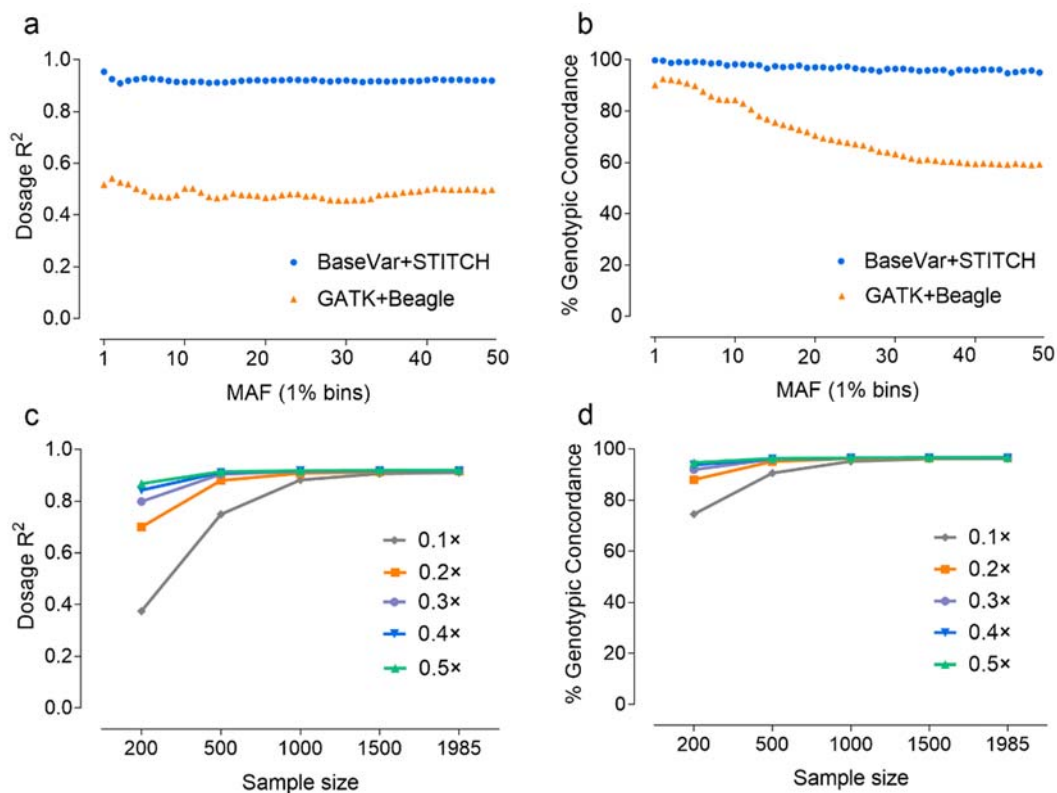 a
1.0
0.8
0.6
0.4
0.2
0.0
Dosage R²
BaseVar+STITCH
GATK+Beagle
1 10 20 30 40 50
MAF (1% bins)
b
100
80
60
40
20
0
% Genotypic Concordance
BaseVar+STITCH
GATK+Beagle
1 10 20 30 40 50
MAF (1% bins)
c
1.0
0.8
0.6
0.4
0.2
0.0
Dosage R²
0.1×
0.2×
0.3×
0.4×
0.5×
200 500 1000 1500 1985
Sample size
d
100
80
60
40
20
0
% Genotypic Concordance
0.1×
0.2×
0.3×
0.4×
0.5×
200 500 1000 1500 1985
Sample size